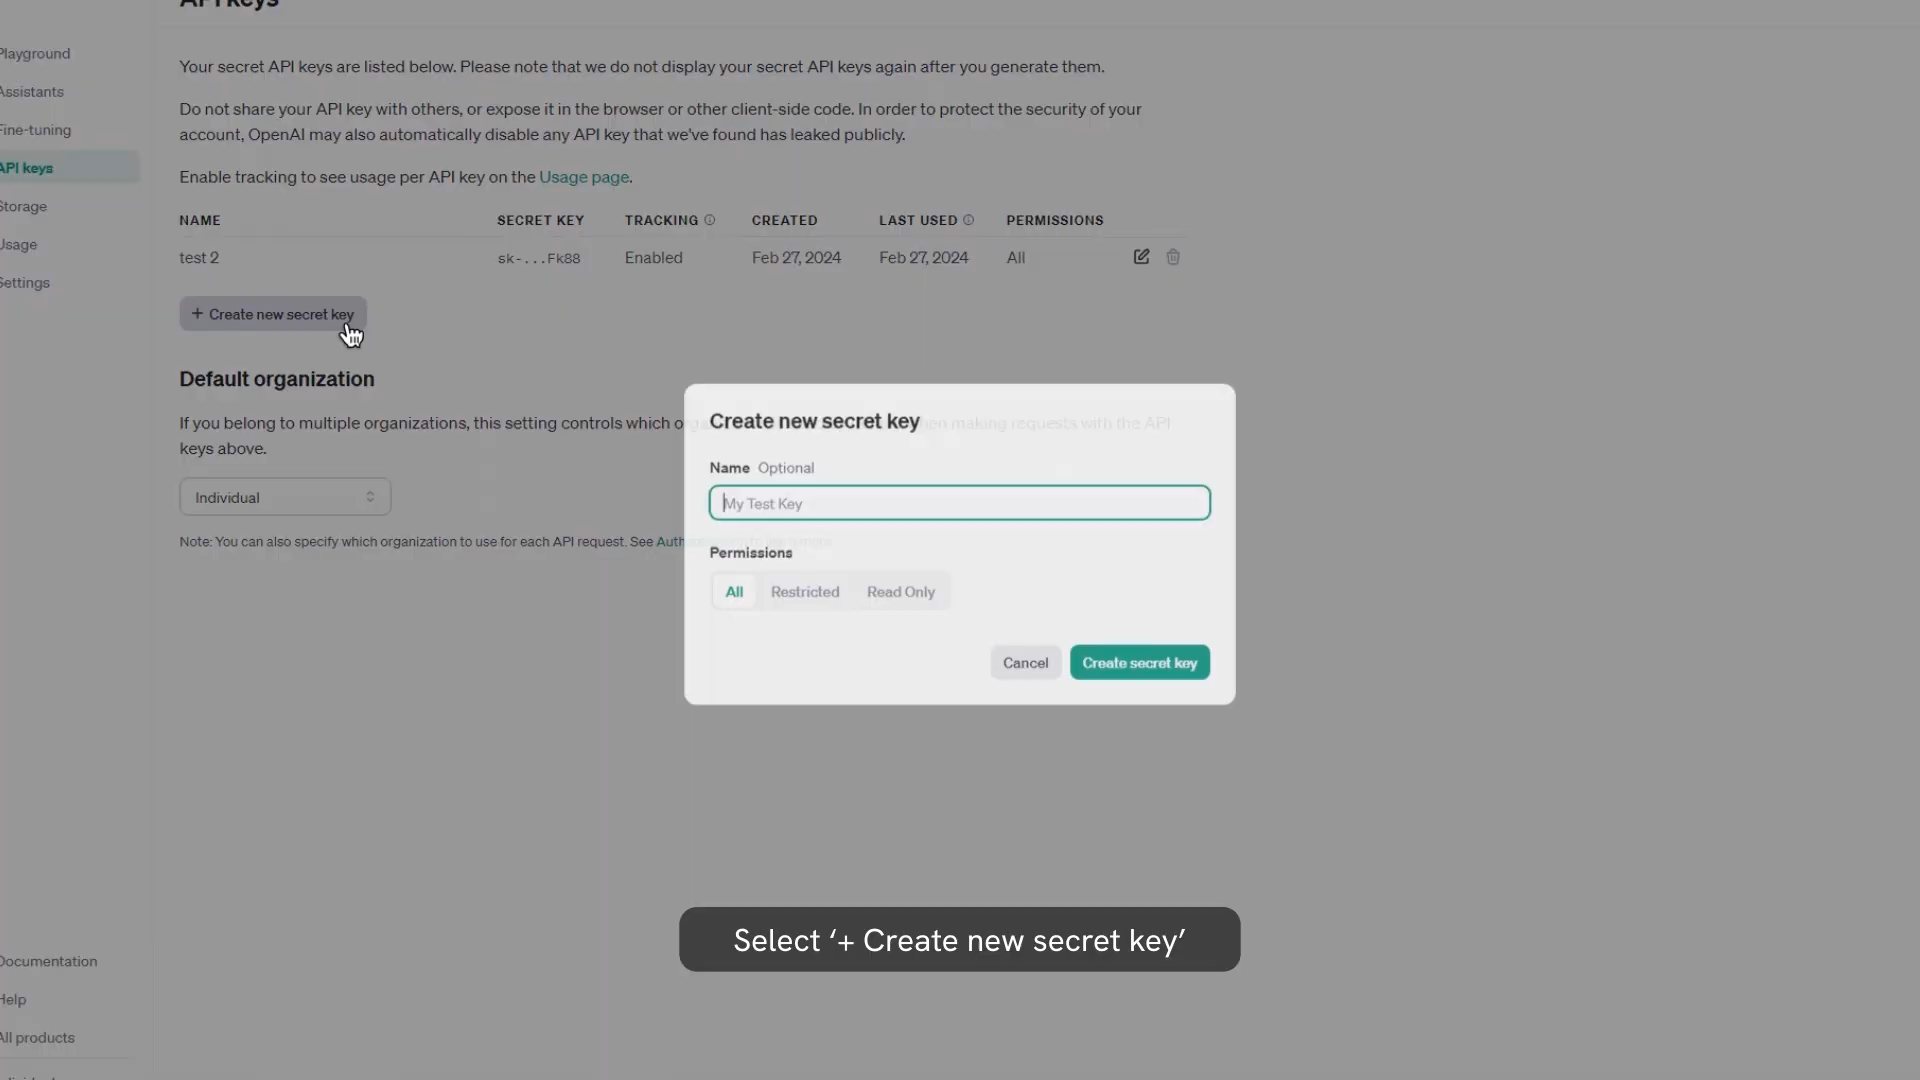 API keys
Playground
Assistants
Fine-tuning
API keys
Storage
Usage
Settings
Your secret API keys are listed below. Please note that we do not display your secret API keys again after you generate them.
Do not share your API key with others, or expose it in the browser or other client-side code. In order to protect the security of your
account, OpenAI may also automatically disable any API key that we've found has leaked publicly.
Enable tracking to see usage per API key on the Usage page.
NAME SECRET KEY TRACKING CREATED LAST USED PERMISSIONS
test 2 sk-...Fk88 Enabled Feb 27, 2024 Feb 27, 2024 All
+ Create new secret key
Default organization
If you belong to multiple organizations, this setting controls which making requests with the API
keys above.
Individual
Note: You can also specify which organization to use for each API request. See
Create new secret key
Name Optional
My Test Key
Permissions
All Restricted Read Only
Cancel Create secret key
Select ‘+ Create new secret key’
Documentation
Help
All products